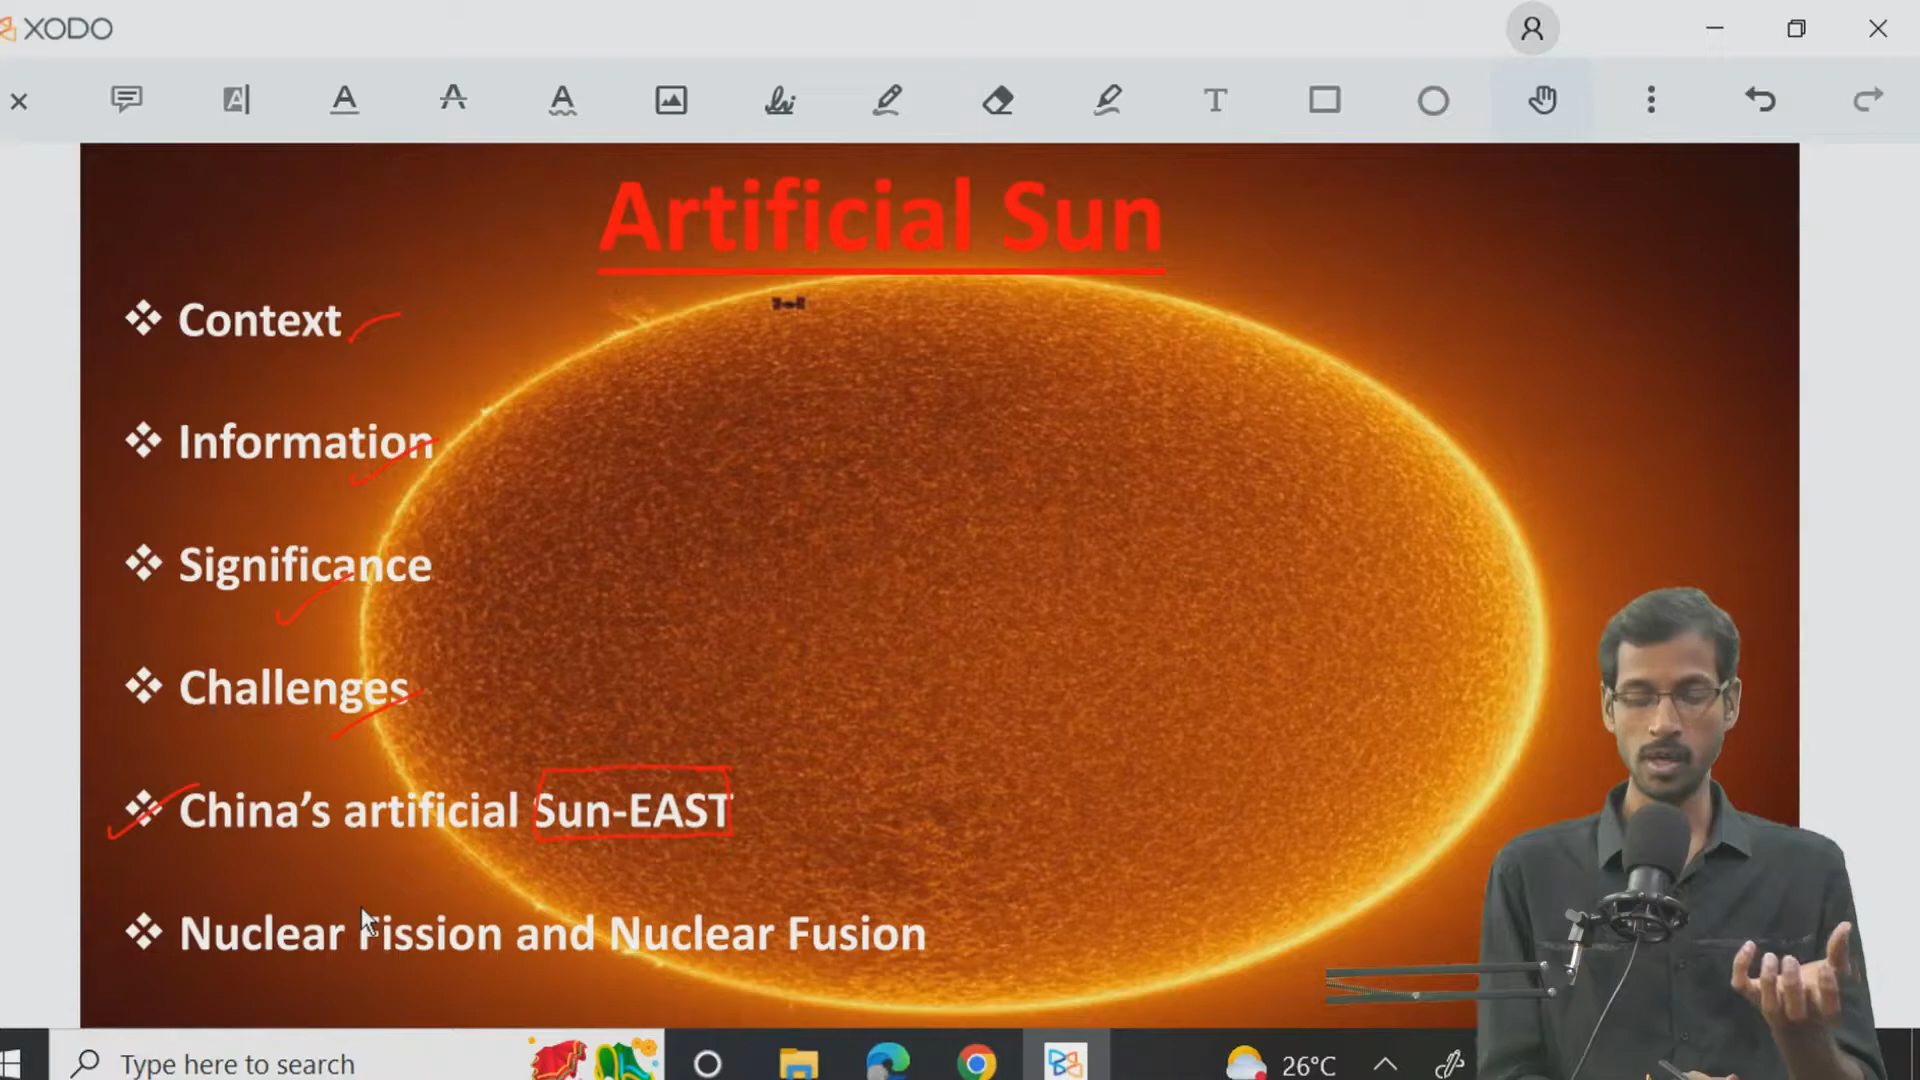 XODO
Artificial Sun
Context
Information
Significance
Challenges
China's artificial Sun-EAST
Nuclear Fission and Nuclear Fusion
Type here to search
26°C